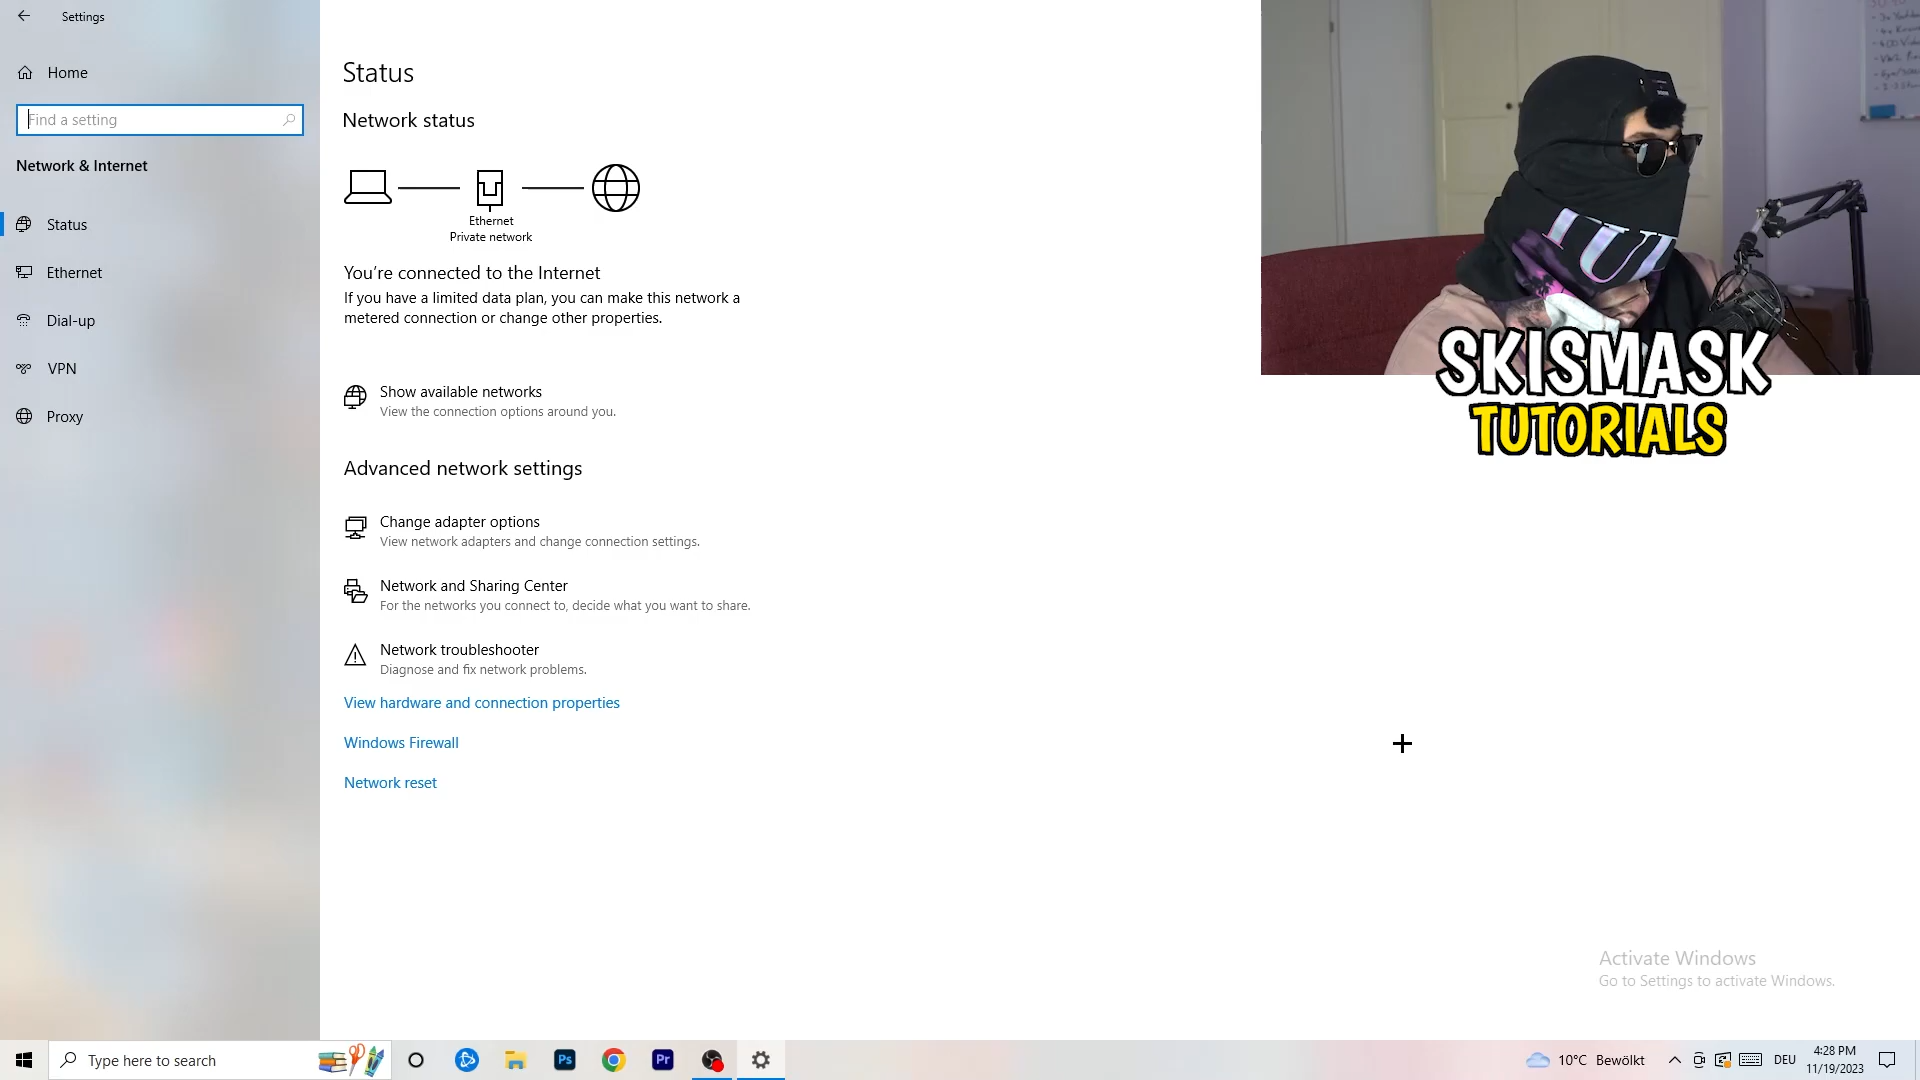 Settings
Home
Find a setting
Network & Internet
Status
Ethernet
Dial-up
VPN
Proxy
Status
Network status
Ethernet
Private network
You're connected to the Internet
If you have a limited data plan, you can make this network a
metered connection or change other properties.
Show available networks
View the connection options around you.
Advanced network settings
Change adapter options
View network adapters and change connection settings.
Network and Sharing Center
For the networks you connect to, decide what you want to share.
Network troubleshooter
Diagnose and fix network problems.
View hardware and connection properties
Windows Firewall
Network reset
SKISMASK
TUTORIALS
Activate Windows
Go to Settings to activate Windows.
Type here to search
Ps
Pr
10°C Bewölkt
DEU
4:28 PM
11/19/2023